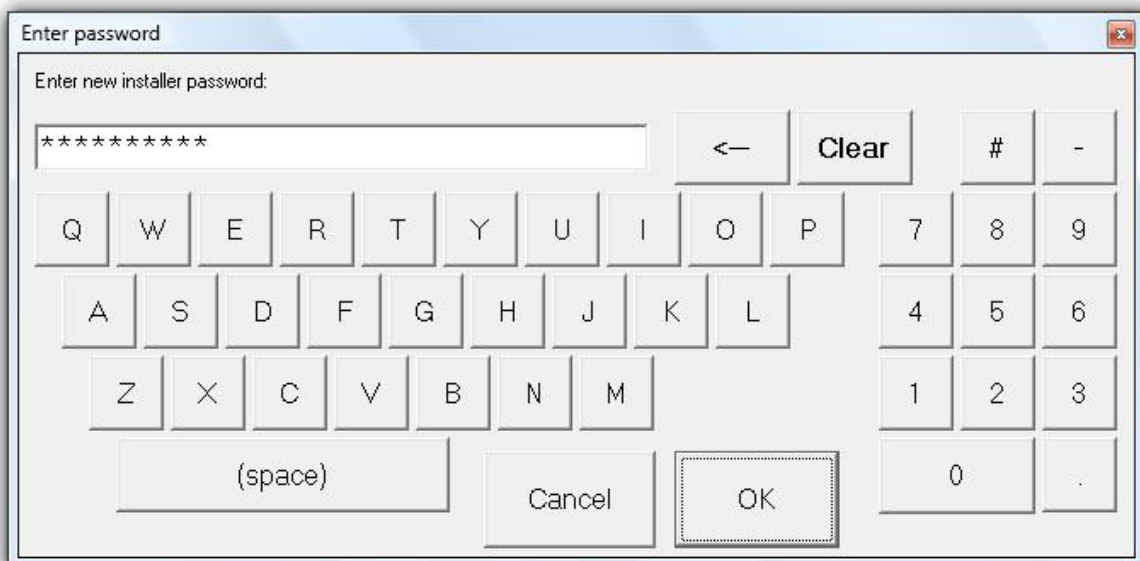 Enter password
x
Enter new installer password:
********** <- Clear # -
Q W E R T Y U I O P 7 8 9
A S D F G H J K L 4 5 6
Z X C V B N M 1 2 3
(space) Cancel OK 0 .